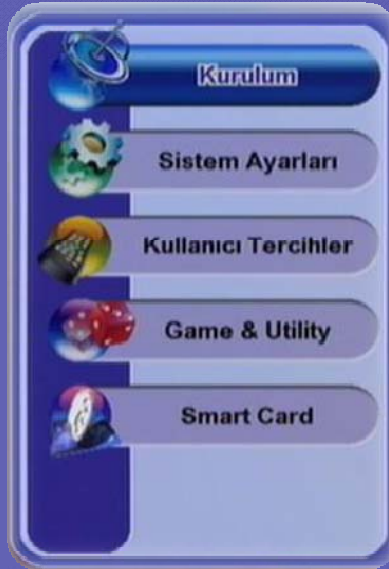 Kurulum
Sistem Ayarları
Kullanıcı Tercihler
Game & Utility
Smart Card